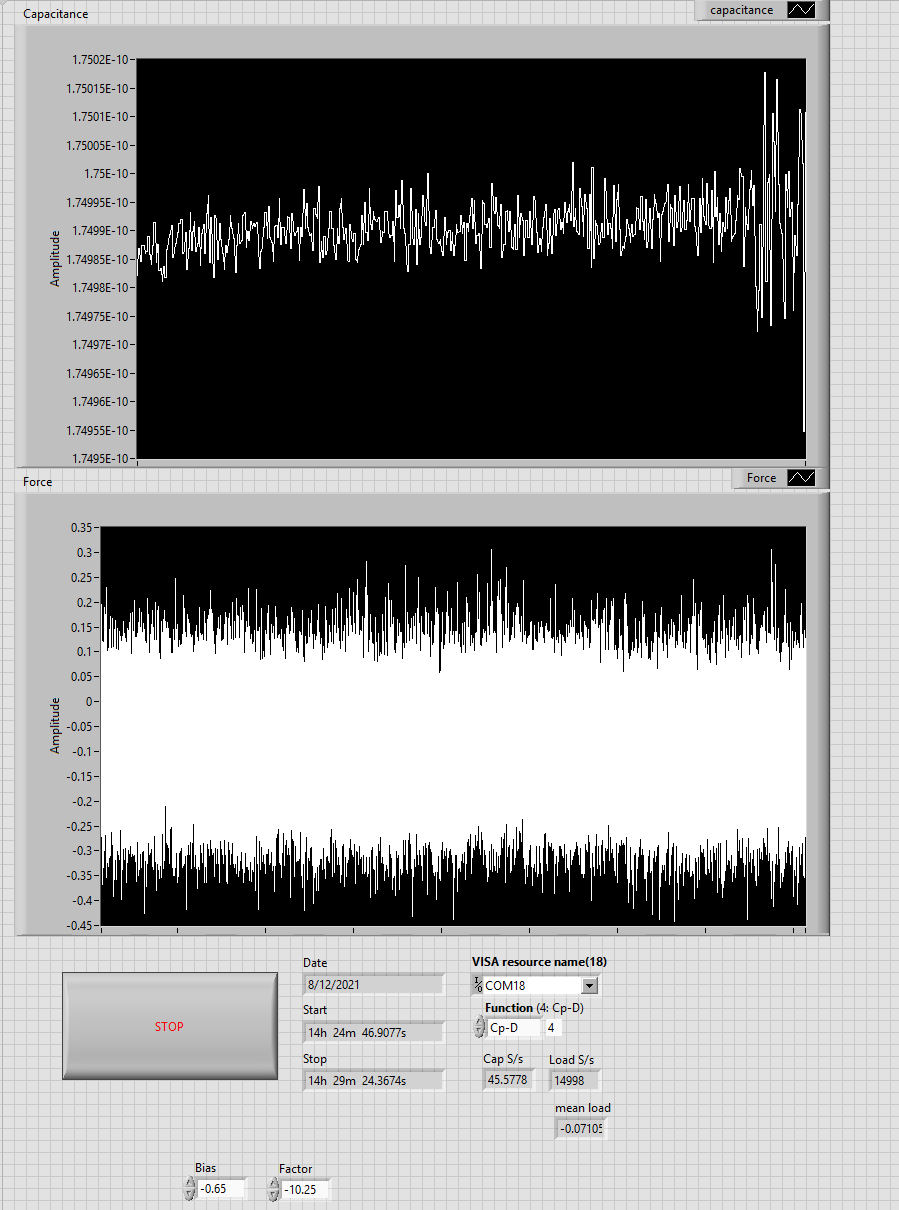 Capacitance
capacitance
1.7502E-10
1.75015E-10
1.7501E-10
1.75005E-10
1.75E-10
1.74995E-10
1.7499E-10
1.74985E-10
1.7498E-10
1.74975E-10
1.7497E-10
1.74965E-10
1.7496E-10
1.74955E-10
1.7495E-10
Amplitude
Force
Force
0.35
0.3
0.25
0.2
0.15
0.1
0.05
0
-0.05
-0.1
-0.15
-0.2
-0.25
-0.3
-0.35
-0.4
-0.45
Amplitude
STOP
Date
8/12/2021
Start
14h 24m 46.9077s
Stop
14h 29m 24.3674s
VISA resource name(18)
I/O COM18
Function (4: Cp-D)
Cp-D 4
Cap S/s Load S/s
45.5778 14998
mean load
-0.07105
Bias Factor
-0.65 -10.25